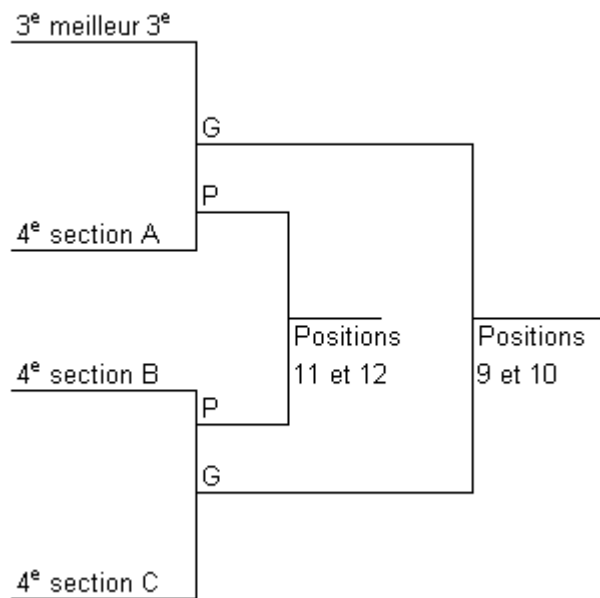 3e meilleur 3e
G
P
4e section A
Positions
11 et 12
Positions
9 et 10
4e section B
P
G
4e section C